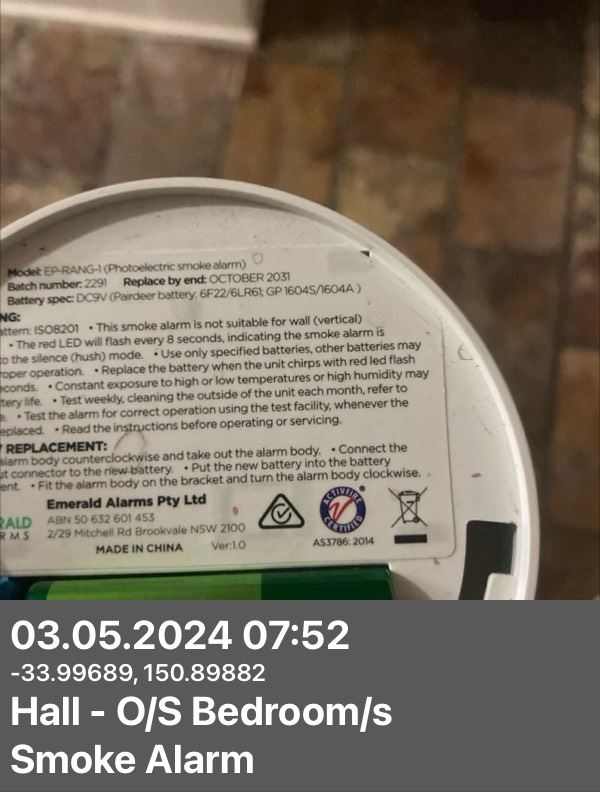 Model: EP-RANG-1 (Photoelectric smoke alarm)
Batch number: 2291 Replace by end: OCTOBER 2031
Battery spec: DC9V (Pairdeer battery: 6F22/6LR61; GP 1604S/1604A )
NG:
ttern: ISO8201 • This smoke alarm is not suitable for wall (vertical)
• The red LED will flash every 8 seconds, indicating the smoke alarm is
to the silence (hush) mode. • Use only specified batteries, other batteries may
roper operation. • Replace the battery when the unit chirps with red led flash
econds. • Constant exposure to high or low temperatures or high humidity may
tery life. • Test weekly, cleaning the outside of the unit each month, refer to
e. • Test the alarm for correct operation using the test facility, whenever the
eplaced. • Read the instructions before operating or servicing.
REPLACEMENT:
alarm body counterclockwise and take out the alarm body. • Connect the
ut connector to the new battery. • Put the new battery into the battery
ent. • Fit the alarm body on the bracket and turn the alarm body clockwise.
Emerald Alarms Pty Ltd
ABN 50 632 601 453
2/29 Mitchell Rd Brookvale NSW 2100
MADE IN CHINA Ver:1.0
RALD
RMS
ACTIVFIRE
CERTIFIED
AS3786: 2014
03.05.2024 07:52
-33.99689, 150.89882
Hall - O/S Bedroom/s
Smoke Alarm